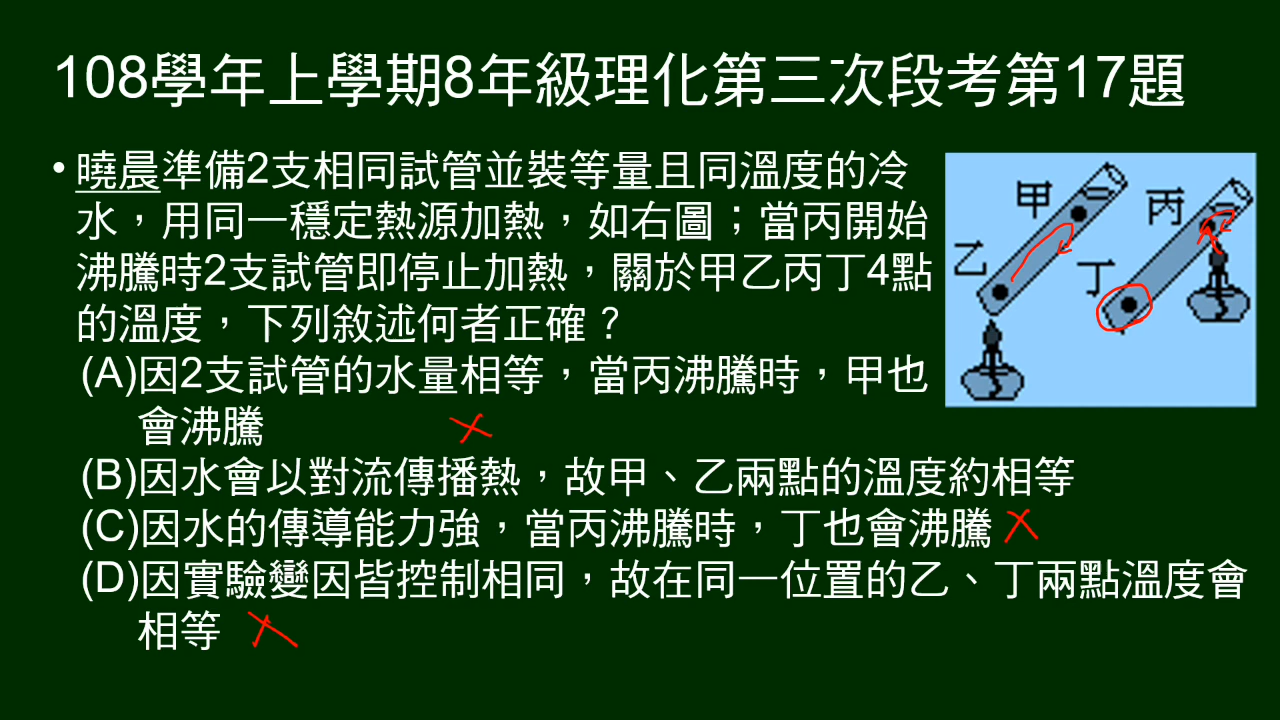 108學年上學期8年級理化第三次段考第17題
• 曉晨準備2支相同試管並裝等量且同溫度的冷
水，用同一穩定熱源加熱，如右圖；當丙開始
沸騰時2支試管即停止加熱，關於甲乙丙丁4點
的溫度，下列敘述何者正確？
(A)因2支試管的水量相等，當丙沸騰時，甲也
會沸騰
(B)因水會以對流傳播熱，故甲、乙兩點的溫度約相等
(C)因水的傳導能力強，當丙沸騰時，丁也會沸騰
(D)因實驗變因皆控制相同，故在同一位置的乙、丁兩點溫度會
相等
甲
乙
丙
丁